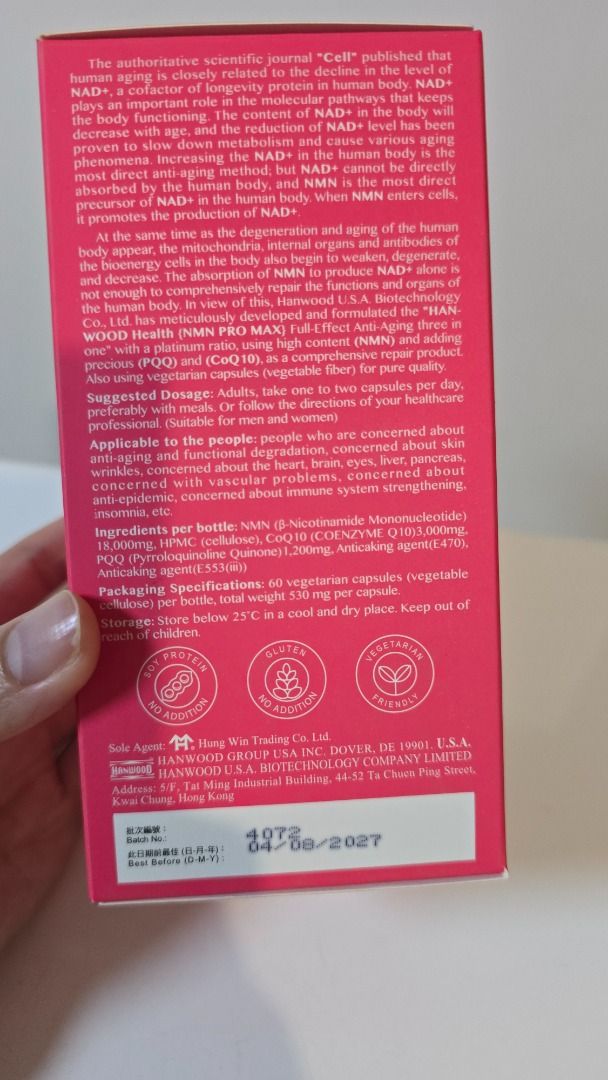 The authoritative scientific journal "Cell" published that
human aging is closely related to the decline in the level of
NAD+, a cofactor of longevity protein in human body. NAD+
plays an important role in the molecular pathways that keeps
the body functioning. The content of NAD+ in the body will
decrease with age, and the reduction of NAD+ level has been
proven to slow down metabolism and cause various aging
phenomena. Increasing the NAD+ in the human body is the
most direct anti-aging method; but NAD+ cannot be directly
absorbed by the human body, and NMN is the most direct
precursor of NAD+ in the human body. When NMN enters cells,
it promotes the production of NAD+.
At the same time as the degeneration and aging of the human
body appear, the mitochondria, internal organs and antibodies of
the bioenergy cells in the body also begin to weaken, degenerate,
and decrease. The absorption of NMN to produce NAD+ alone is
not enough to comprehensively repair the functions and organs of
the human body. In view of this, Hanwood U.S.A. Biotechnology
Co., Ltd. has meticulously developed and formulated the "HAN-
WOOD Health {NMN PRO MAX} Full-Effect Anti-Aging three in
one" with a platinum ratio, using high content (NMN) and adding
precious (PQQ) and (CoQ10), as a comprehensive repair product.
Also using vegetarian capsules (vegetable fiber) for pure quality.
Suggested Dosage: Adults, take one to two capsules per day,
preferably with meals. Or follow the directions of your healthcare
professional. (Suitable for men and women)
Applicable to the people: people who are concerned about
anti-aging and functional degradation, concerned about skin
wrinkles, concerned about the heart, brain, eyes, liver, pancreas,
concerned with vascular problems, concerned about
anti-epidemic, concerned about immune system strengthening,
insomnia, etc.
Ingredients per bottle: NMN (β-Nicotinamide Mononucleotide)
18,000mg, HPMC (cellulose), CoQ10 (COENZYME Q10)3,000mg,
PQQ (Pyrroloquinoline Quinone)1,200mg, Anticaking agent(E470),
Anticaking agent(E553(iii))
Packaging Specifications: 60 vegetarian capsules (vegetable
cellulose) per bottle, total weight 530 mg per capsule.
Storage: Store below 25°C in a cool and dry place. Keep out of
reach of children.
SOY PROTEIN
NO ADDITION
GLUTEN
NO ADDITION
VEGETARIAN
FRIENDLY
Sole Agent: Hung Win Trading Co. Ltd.
HANWOOD HANWOOD GROUP USA INC. DOVER, DE 19901. U.S.A.
HANWOOD U.S.A. BIOTECHNOLOGY COMPANY LIMITED
Address: 5/F, Tat Ming Industrial Building, 44-52 Ta Chuen Ping Street,
Kwai Chung, Hong Kong
批次編號：
Batch No.: 4072
此日期前最佳 (日-月-年)：
Best Before (D-M-Y): 04/08/2027